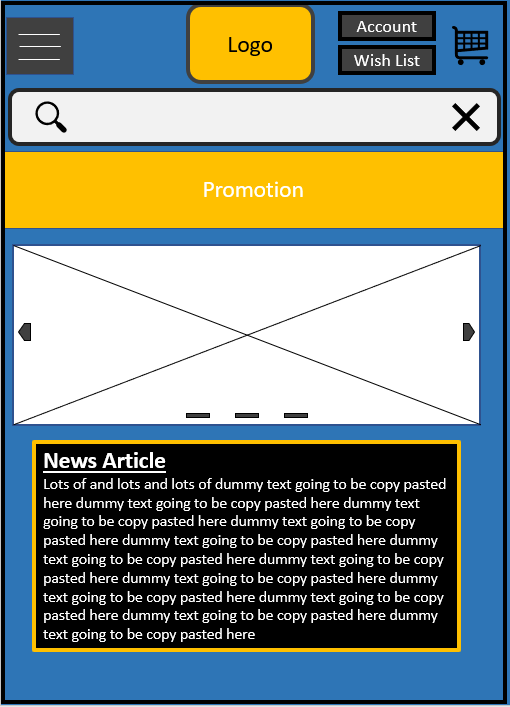 Logo
Account
Wish List
Promotion
News Article
Lots of and lots and lots of dummy text going to be copy pasted
here dummy text going to be copy pasted here dummy text
going to be copy pasted here dummy text going to be copy
pasted here dummy text going to be copy pasted here dummy
text going to be copy pasted here dummy text going to be copy
pasted here dummy text going to be copy pasted here dummy
text going to be copy pasted here dummy text going to be copy
pasted here dummy text going to be copy pasted here dummy
text going to be copy pasted here